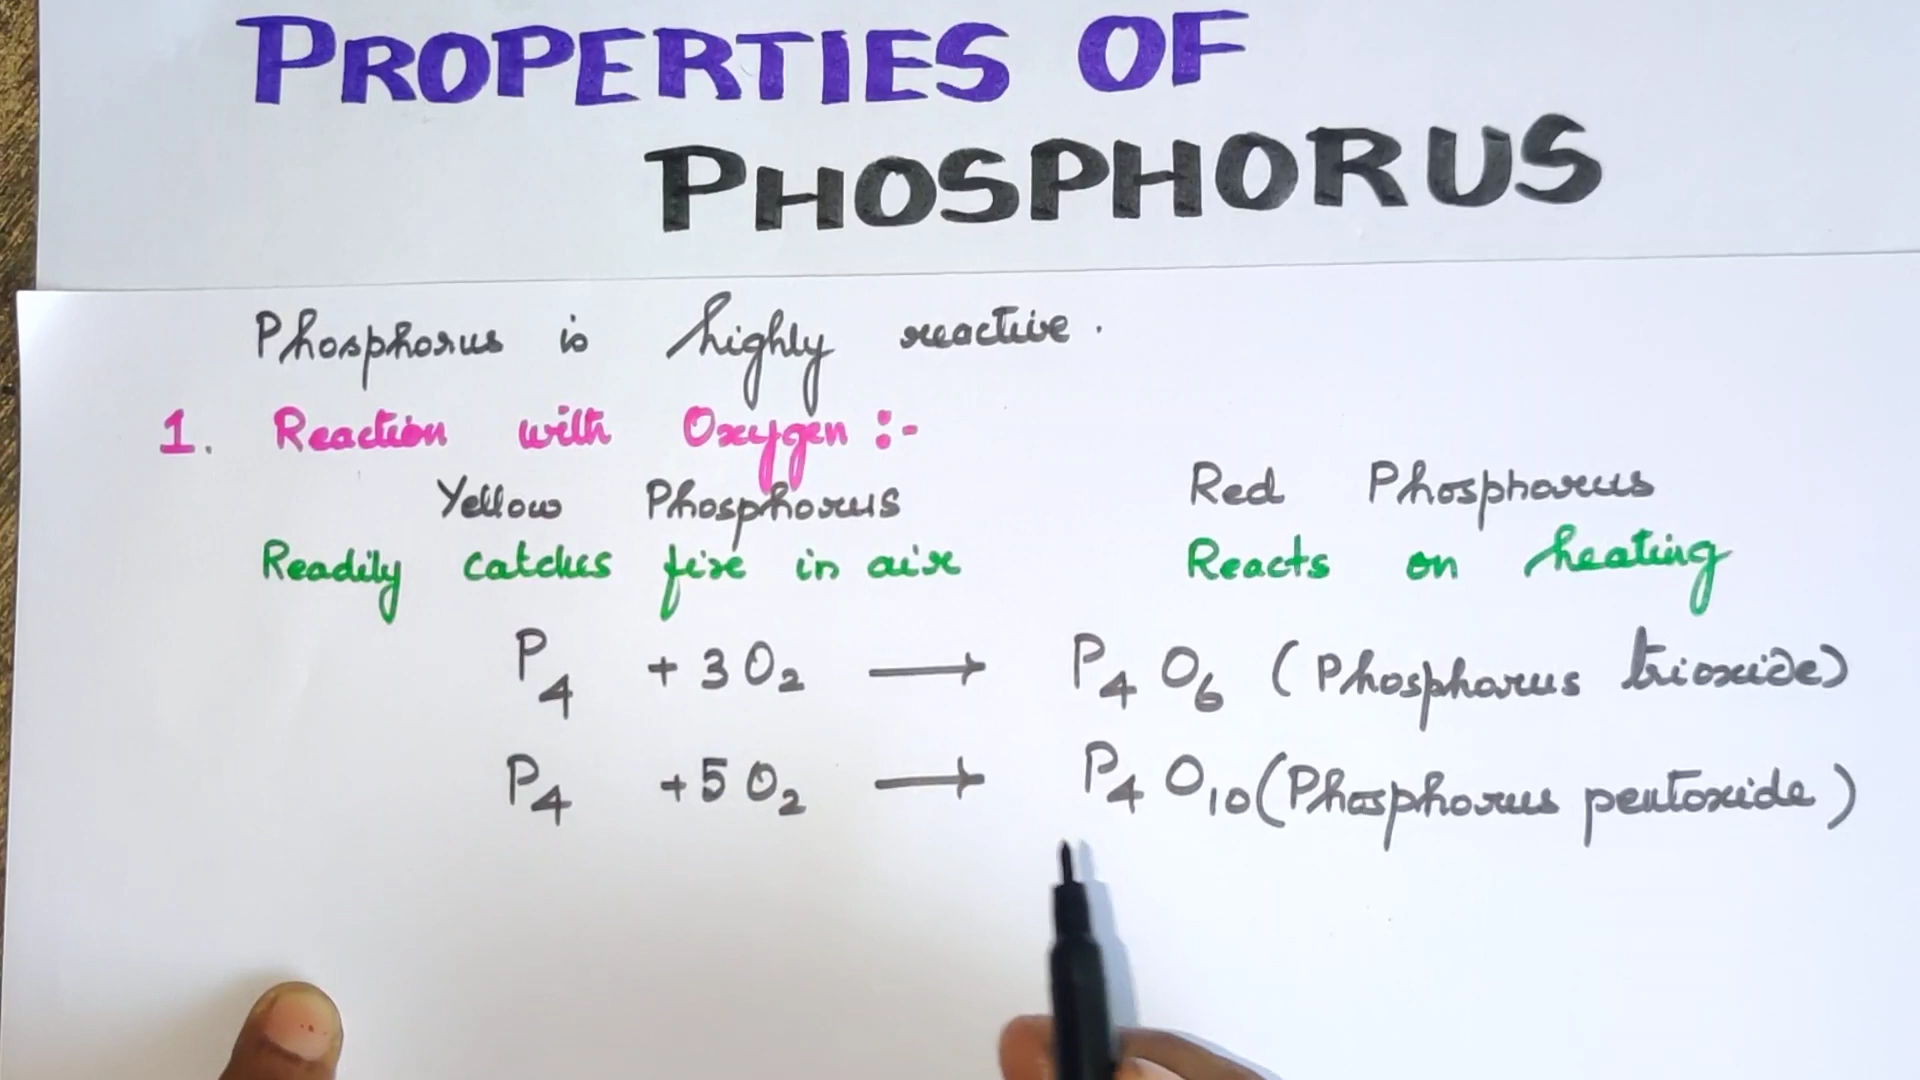 PROPERTIES OF
PHOSPHORUS
Phosphorus is highly reactive.
1. Reaction with Oxygen :-
Yellow Phosphorus
Red Phosphorus
Readily catches fire in air
Reacts on heating
P4 + 3O2 → P4O6 (Phosphorus trioxide)
P4 + 5O2 → P4O10 (Phosphorus pentoxide)